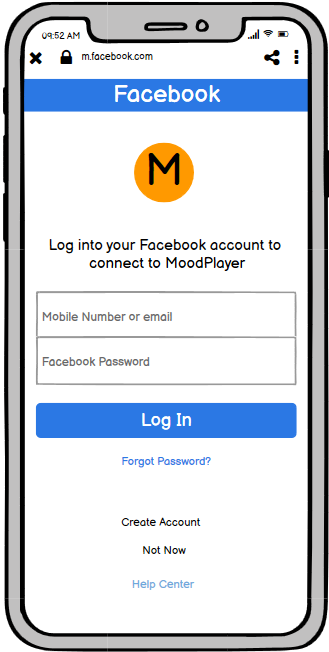 09:52 AM
m.facebook.com
Facebook
M
Log into your Facebook account to
connect to MoodPlayer
Mobile Number or email
Facebook Password
Log In
Forgot Password?
Create Account
Not Now
Help Center